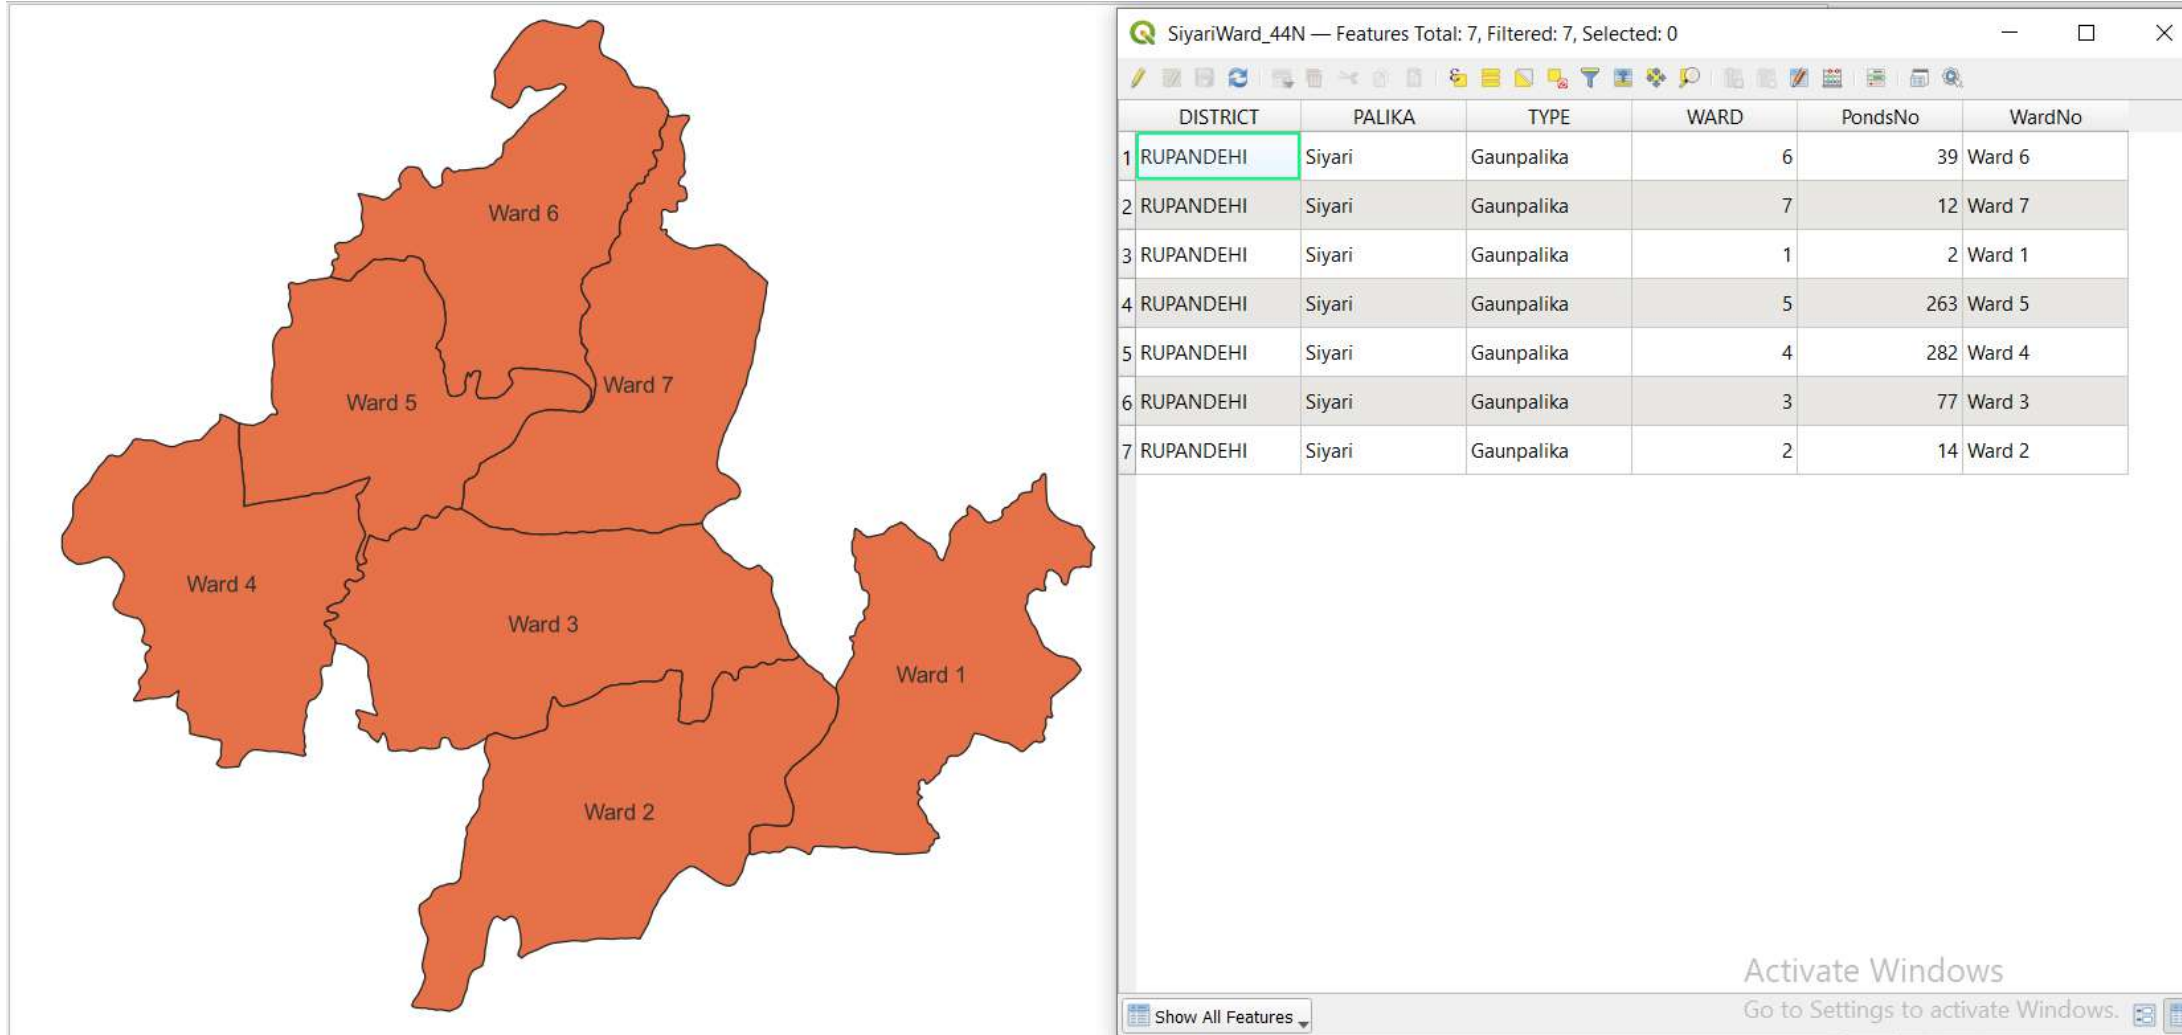 SiyariWard_44N — Features Total: 7, Filtered: 7, Selected: 0
DISTRICT PALIKA TYPE WARD PondsNo WardNo
1 RUPANDEHI Siyari Gaunpalika 6 39 Ward 6
2 RUPANDEHI Siyari Gaunpalika 7 12 Ward 7
3 RUPANDEHI Siyari Gaunpalika 1 2 Ward 1
4 RUPANDEHI Siyari Gaunpalika 5 263 Ward 5
5 RUPANDEHI Siyari Gaunpalika 4 282 Ward 4
6 RUPANDEHI Siyari Gaunpalika 3 77 Ward 3
7 RUPANDEHI Siyari Gaunpalika 2 14 Ward 2
Ward 6
Ward 7
Ward 5
Ward 4
Ward 3
Ward 1
Ward 2
Activate Windows
Go to Settings to activate Windows.
Show All Features